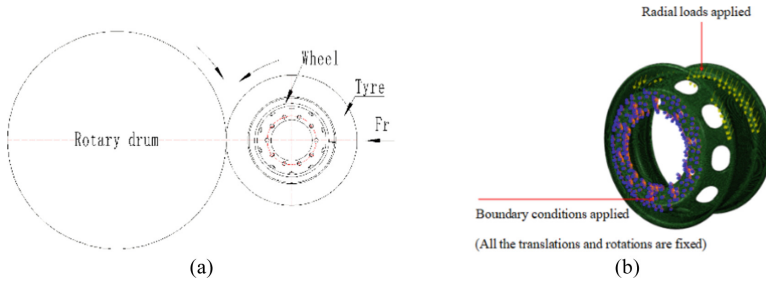 Radial loads applied
Wheel
Tyre
Rotary drum
Fr
Boundary conditions applied
(All the translations and rotations are fixed)
(a)
(b)